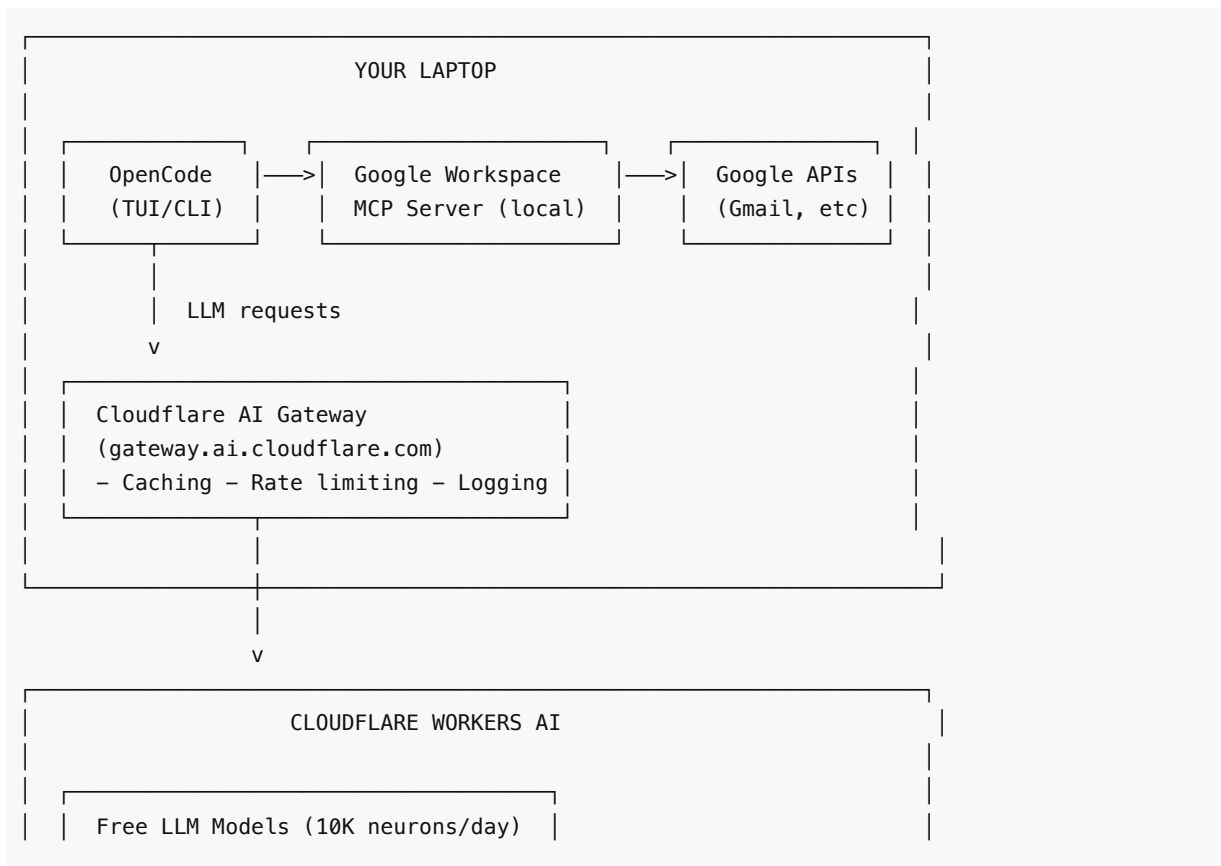 YOUR LAPTOP
OpenCode ───> Google Workspace ───> Google APIs
(TUI/CLI) MCP Server (local) (Gmail, etc)
LLM requests
v
Cloudflare AI Gateway
(gateway.ai.cloudflare.com)
– Caching – Rate limiting – Logging
v
CLOUDFLARE WORKERS AI
Free LLM Models (10K neurons/day)